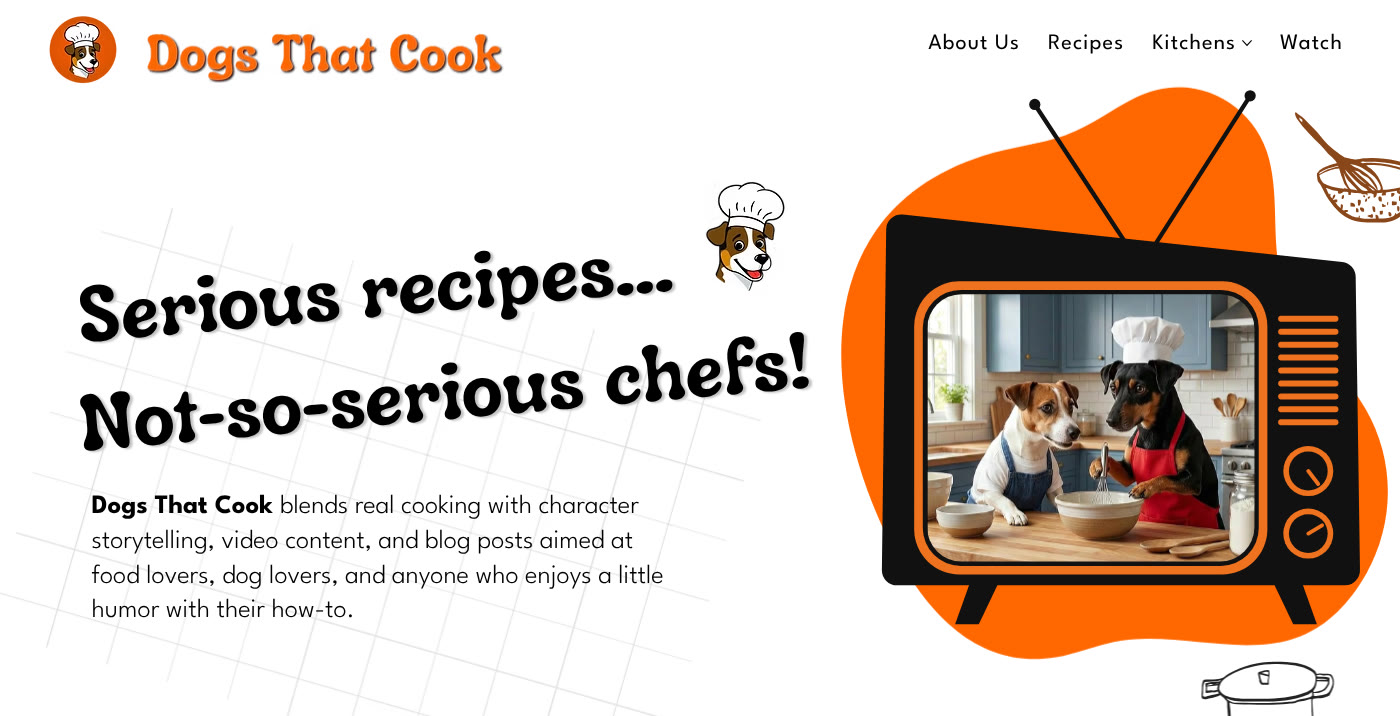 Dogs That Cook
About Us
Recipes
Kitchens
Watch
Serious recipes...
Not-so-serious chefs!
Dogs That Cook blends real cooking with character
storytelling, video content, and blog posts aimed at
food lovers, dog lovers, and anyone who enjoys a little
humor with their how-to.